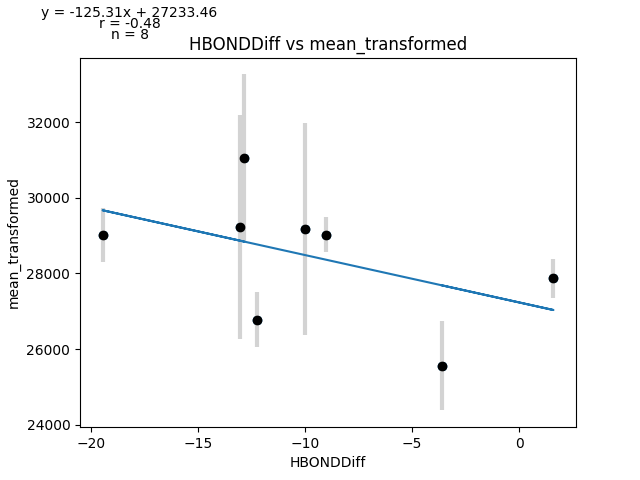 y = -125.31x + 27233.46
r = -0.48
n = 8
HBONDDiff vs mean_transformed
mean_transformed
32000
30000
28000
26000
24000
−20
−15
−10
−5
0
HBONDDiff